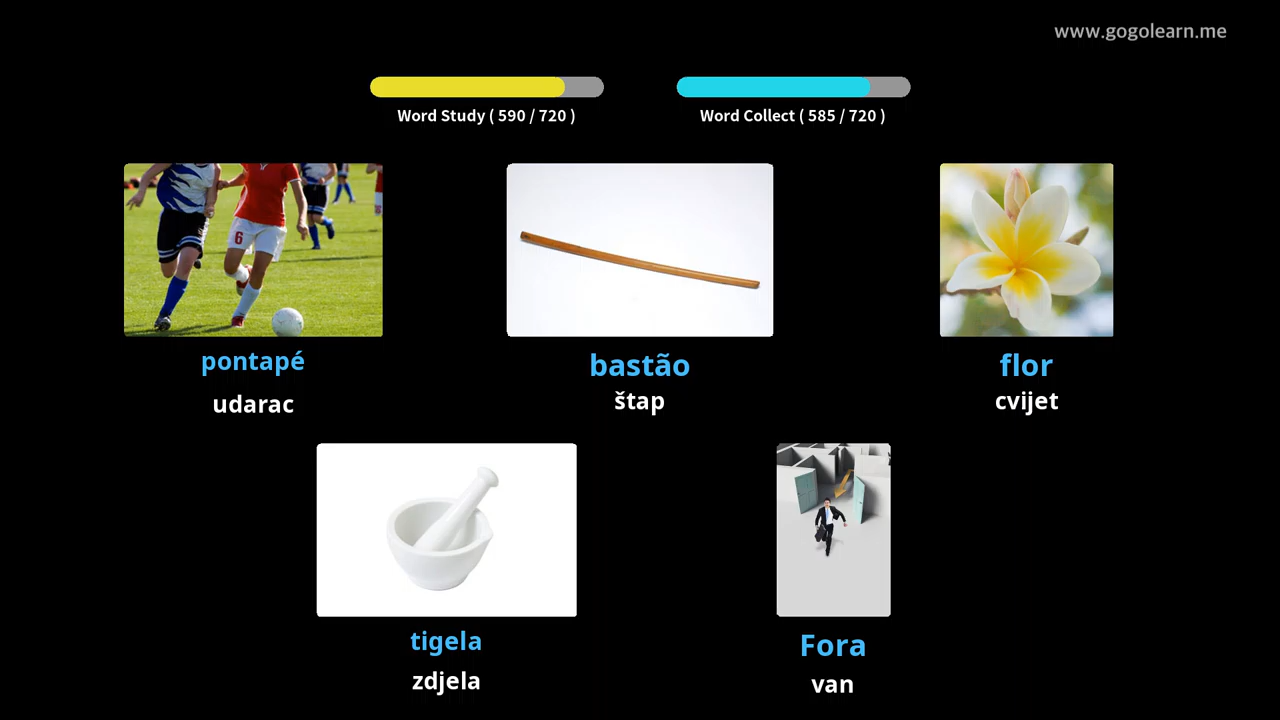 www.gogolearn.me
Word Study ( 590 / 720 )
Word Collect ( 585 / 720 )
pontapé
udarac
bastão
štap
flor
cvijet
tigela
zdjela
Fora
van
6